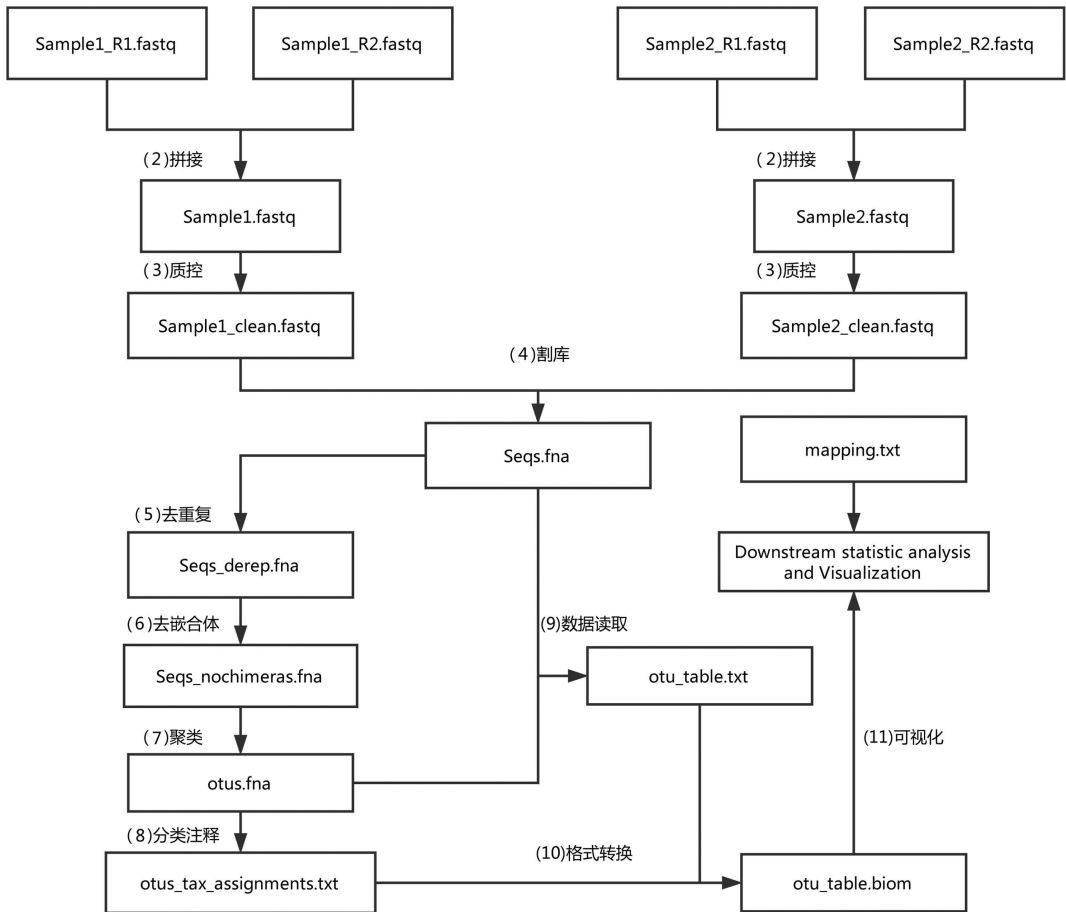 Sample1_R1.fastq
Sample1_R2.fastq
Sample2_R1.fastq
Sample2_R2.fastq
(2)拼接
(2)拼接
Sample1.fastq
Sample2.fastq
(3)质控
(3)质控
Sample1_clean.fastq
Sample2_clean.fastq
(4)割库
Seqs.fna
mapping.txt
(5)去重复
Seqs_derep.fna
Downstream statistic analysis
and Visualization
(6)去嵌合体
(9)数据读取
Seqs_nochimeras.fna
otu_table.txt
(7)聚类
(11)可视化
otus.fna
(8)分类注释
(10)格式转换
otus_tax_assignments.txt
otu_table.biom